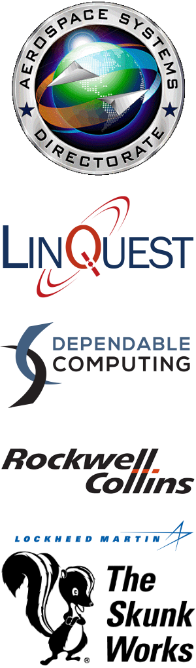 AEROSPACE SYSTEMS
DIRECTORATE
LINQUEST
DEPENDABLE
COMPUTING
Rockwell
Collins
LOCKHEED MARTIN
The
Skunk
Works
®